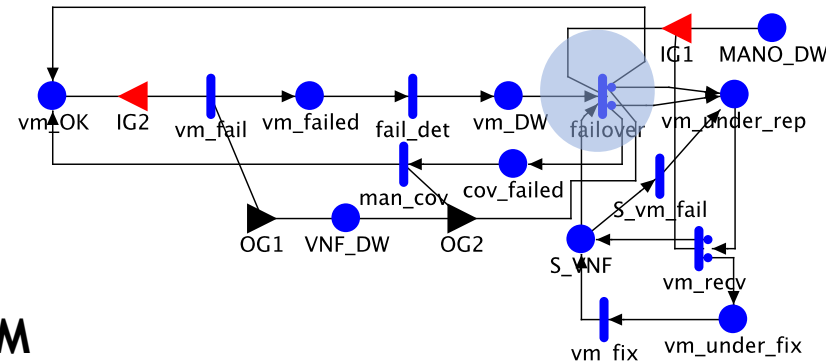 IG1
MANO_DW
vm_OK
IG2
vm_fail
vm_failed
fail_det
vm_DW
failover
vm_under_rep
man_cov
cov_failed
S_vm_fail
OG1
VNF_DW
OG2
S_VNF
vm_recv
M
vm_fix
vm_under_fix